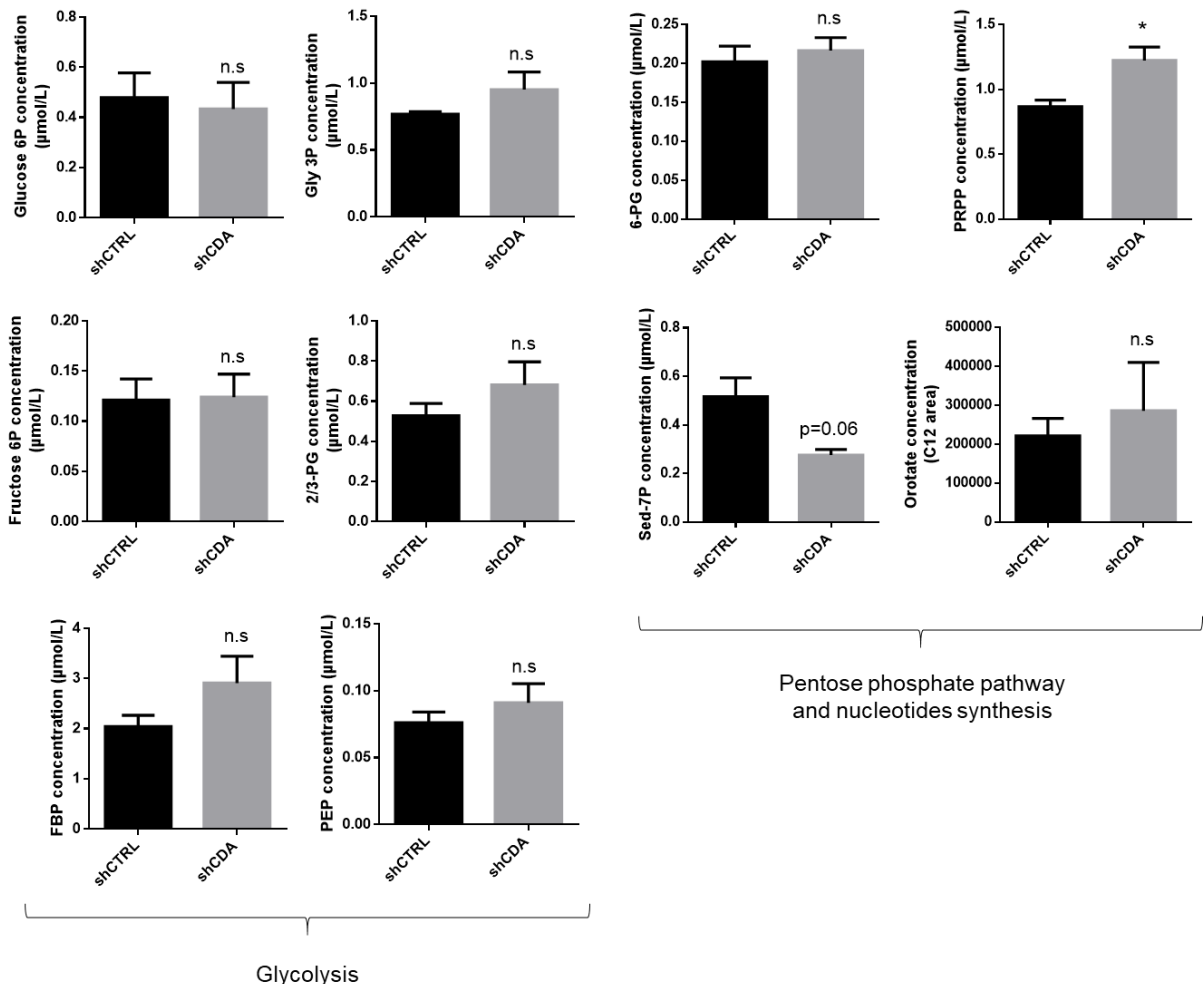 Glucose 6P concentration
(µmol/L)
0.8
0.6
0.4
0.2
0.0
n.s
shCTRL
shCDA
Gly 3P concentration
(µmol/L)
1.5
1.0
0.5
0.0
n.s
shCTRL
shCDA
6-PG concentration (µmol/L)
0.25
0.20
0.15
0.10
0.05
0.00
n.s
shCTRL
shCDA
PRPP concentration (µmol/L)
1.5
1.0
0.5
0.0
*
shCTRL
shCDA
Fructose 6P concentration
(µmol/L)
0.20
0.15
0.10
0.05
0.00
n.s
shCTRL
shCDA
2/3-PG concentration
(µmol/L)
1.0
0.8
0.6
0.4
0.2
0.0
n.s
shCTRL
shCDA
Sed-7P concentration (µmol/L)
0.8
0.6
0.4
0.2
0.0
p=0.06
shCTRL
shCDA
Orotate concentration
(C12 area)
500000
400000
300000
200000
100000
0
n.s
shCTRL
shCDA
FBP concentration (µmol/L)
4
3
2
1
0
n.s
shCTRL
shCDA
PEP concentration (µmol/L)
0.15
0.10
0.05
0.00
n.s
shCTRL
shCDA
Pentose phosphate pathway
and nucleotides synthesis
Glycolysis